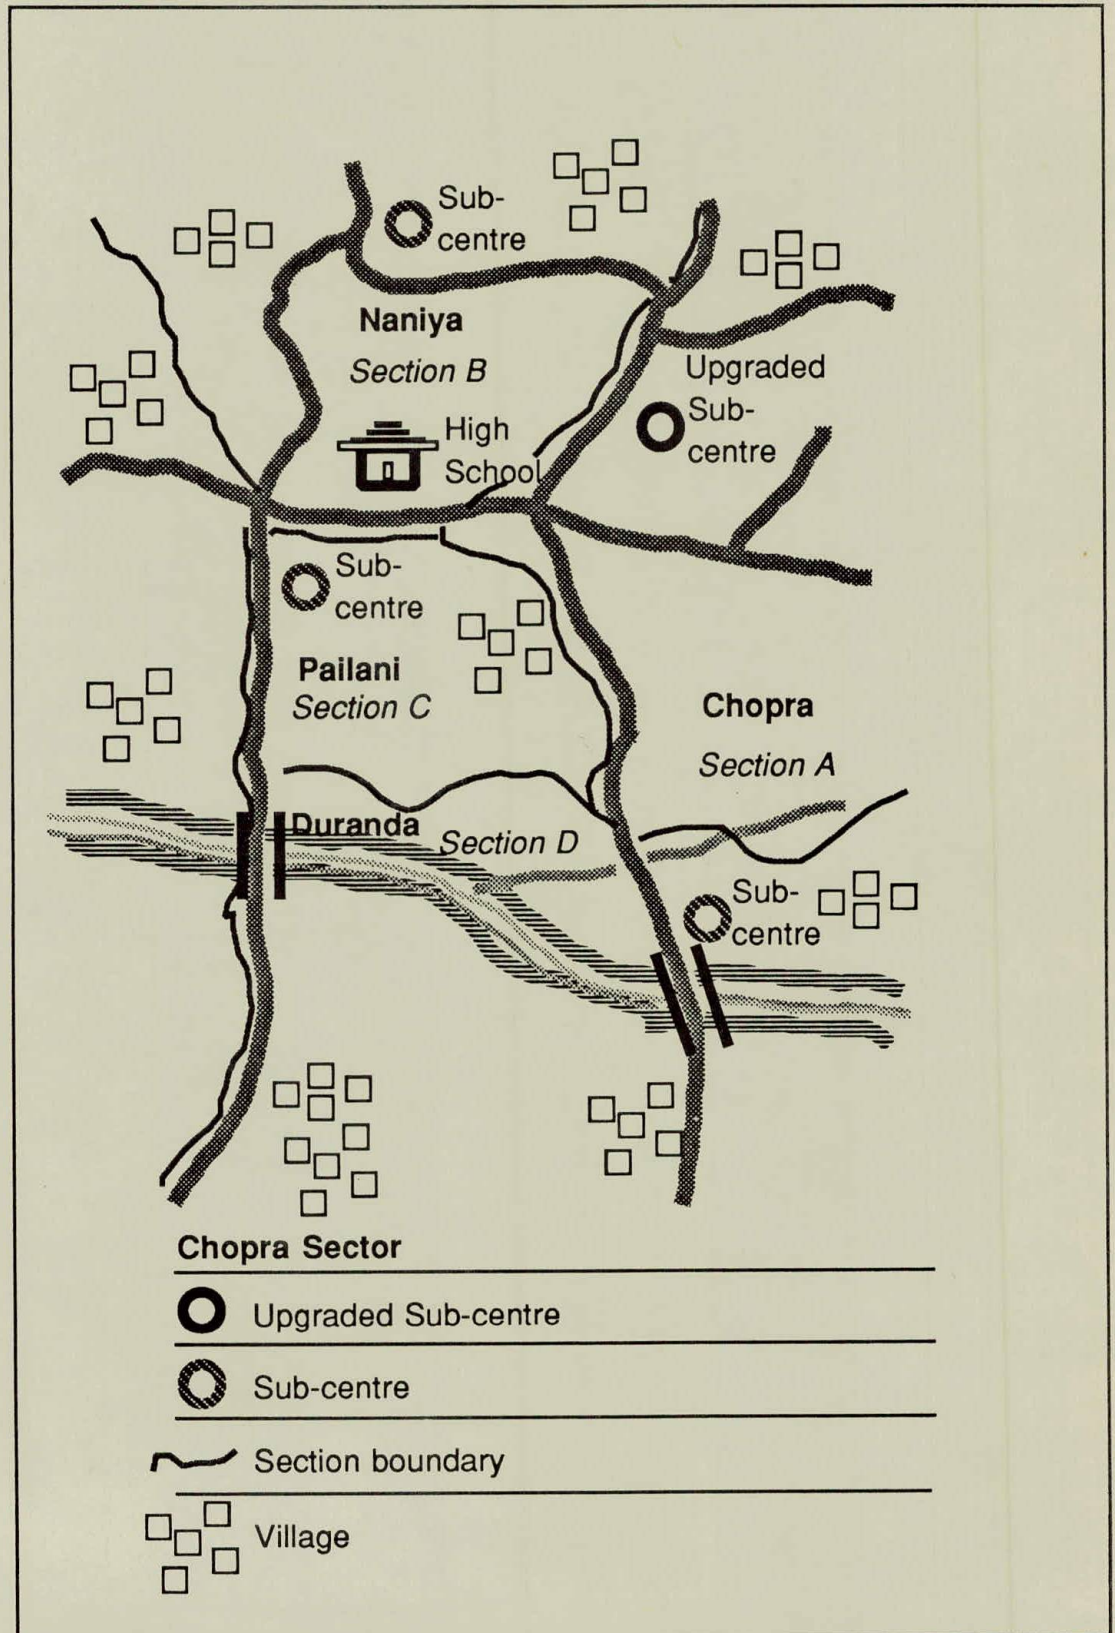 Sub-
centre
Naniya
Section B
Upgraded
Sub-
centre
High
School
Sub-
centre
Pailani
Section C
Chopra
Section A
Duranda
Section D
Sub-
centre
Chopra Sector
Upgraded Sub-centre
Sub-centre
Section boundary
Village